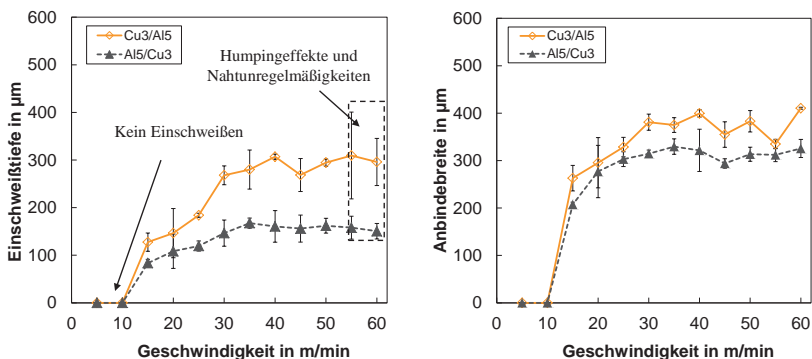 600
500
400
300
200
100
0
Einschweißtiefe in µm
Cu3/Al5
Al5/Cu3
Humpingeffekte und
Nahtunregelmäßigkeiten
Kein Einschweißen
0 10 20 30 40 50 60
Geschwindigkeit in m/min
600
500
400
300
200
100
0
Anbindebreite in µm
Cu3/Al5
Al5/Cu3
0 10 20 30 40 50 60
Geschwindigkeit in m/min